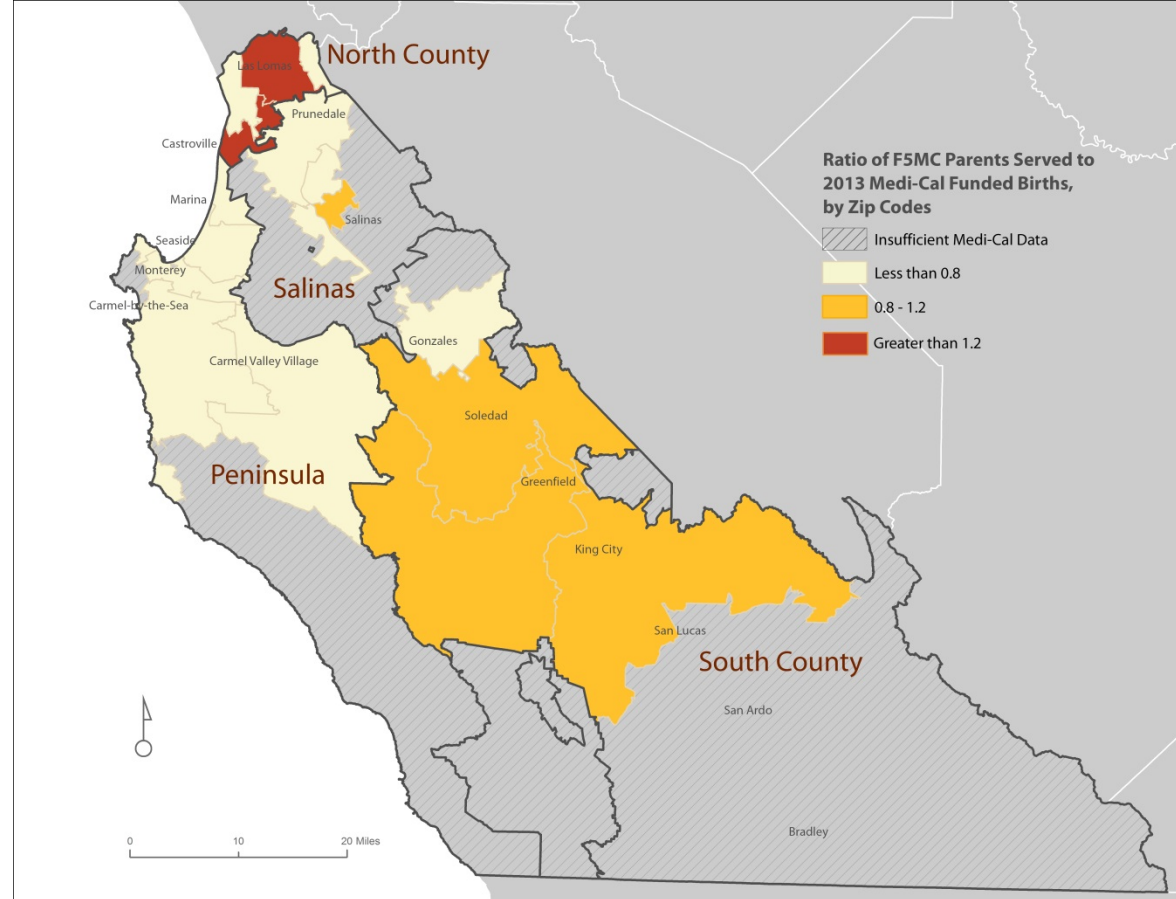 North County
Las Lomas
Prunedale
Castroville
Marina
Seaside
Salinas
Monterey
Salinas
Carmel-by-the-Sea
Gonzales
Carmel Valley Village
Soledad
Peninsula
Greenfield
King City
San Lucas
South County
San Ardo
Bradley
Ratio of F5MC Parents Served to
2013 Medi-Cal Funded Births,
by Zip Codes
Insufficient Medi-Cal Data
Less than 0.8
0.8 - 1.2
Greater than 1.2
0 10 20 Miles